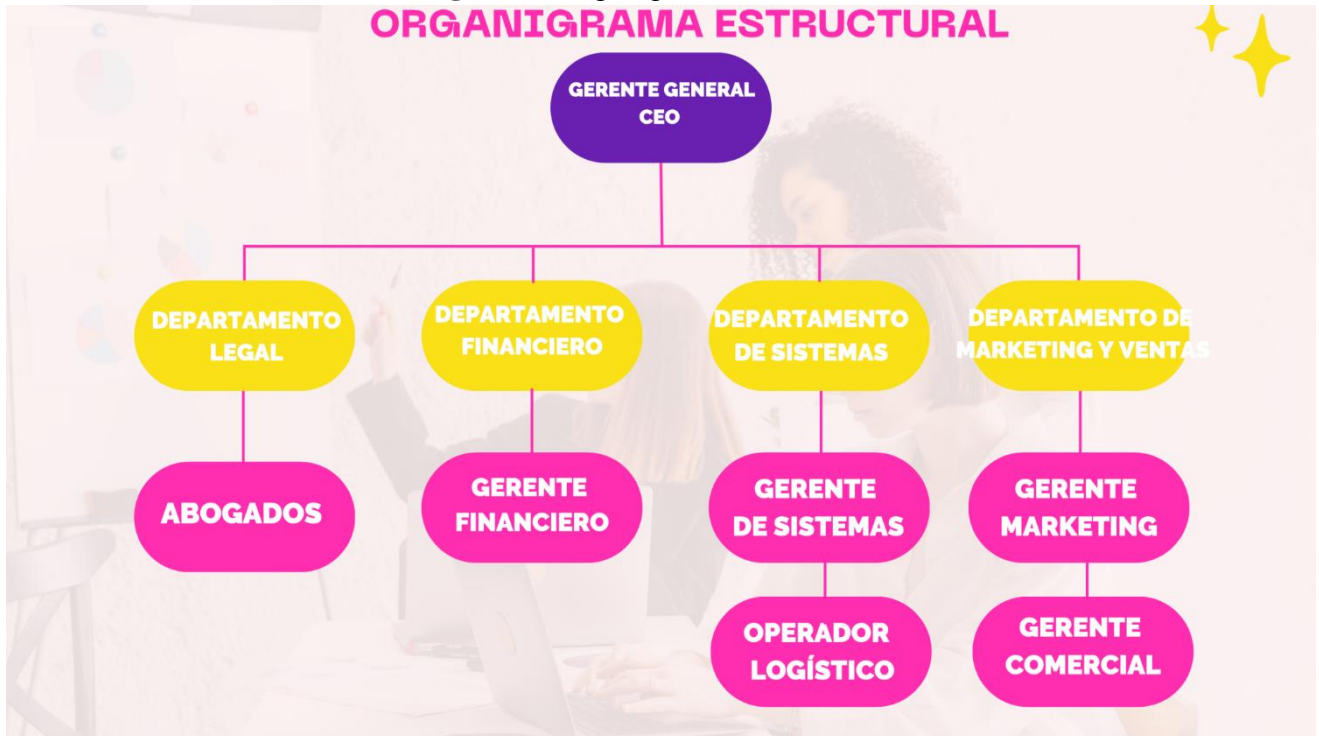 ORGANIGRAMA ESTRUCTURAL
GERENTE GENERAL
CEO
DEPARTAMENTO
LEGAL
DEPARTAMENTO
FINANCIERO
DEPARTAMENTO
DE SISTEMAS
DEPARTAMENTO DE
MARKETING Y VENTAS
ABOGADOS
GERENTE
FINANCIERO
GERENTE
DE SISTEMAS
GERENTE
MARKETING
OPERADOR
LOGÍSTICO
GERENTE
COMERCIAL